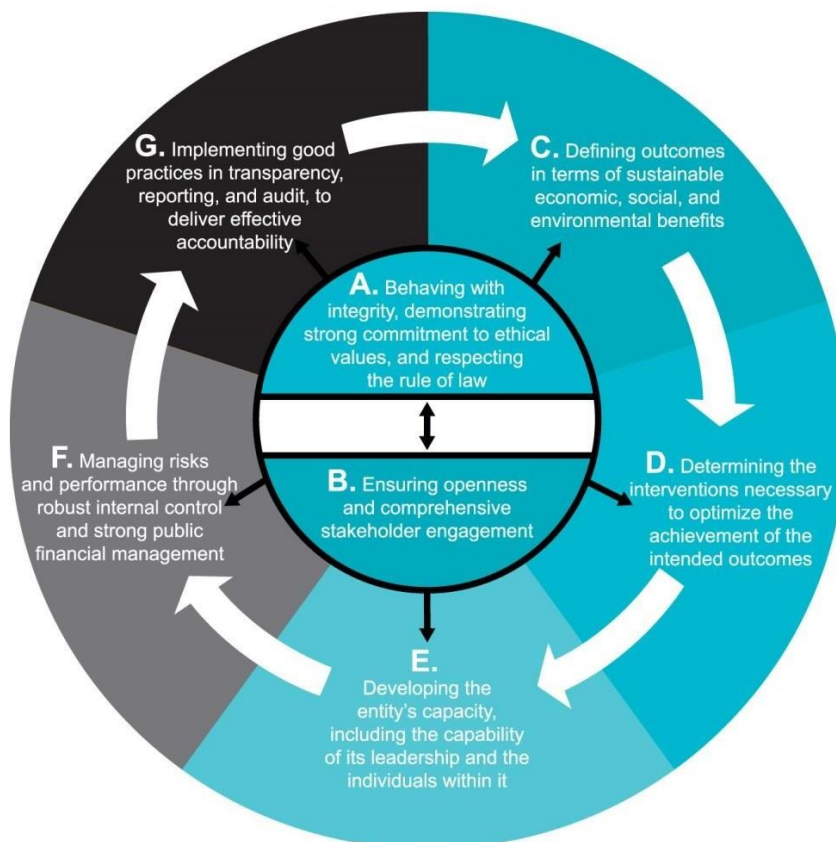 G. Implementing good
practices in transparency,
reporting, and audit, to
deliver effective
accountability
C. Defining outcomes
in terms of sustainable
economic, social, and
environmental benefits
A. Behaving with
integrity, demonstrating
strong commitment to ethical
values, and respecting
the rule of law
B. Ensuring openness
and comprehensive
stakeholder engagement
F. Managing risks
and performance through
robust internal control
and strong public
financial management
D. Determining the
interventions necessary
to optimize the
achievement of the
intended outcomes
E.
Developing the
entity's capacity,
including the capability
of its leadership and the
individuals within it